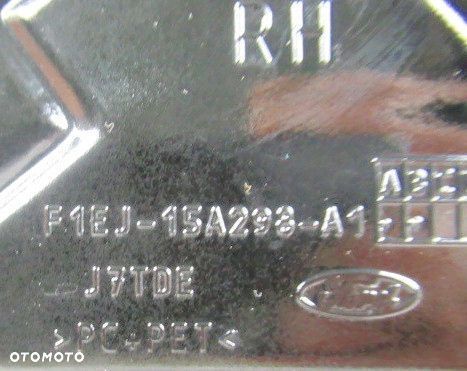 RH
F1EJ-15A298-A1
J7TDE
>PC+PET<
OTOMOTO